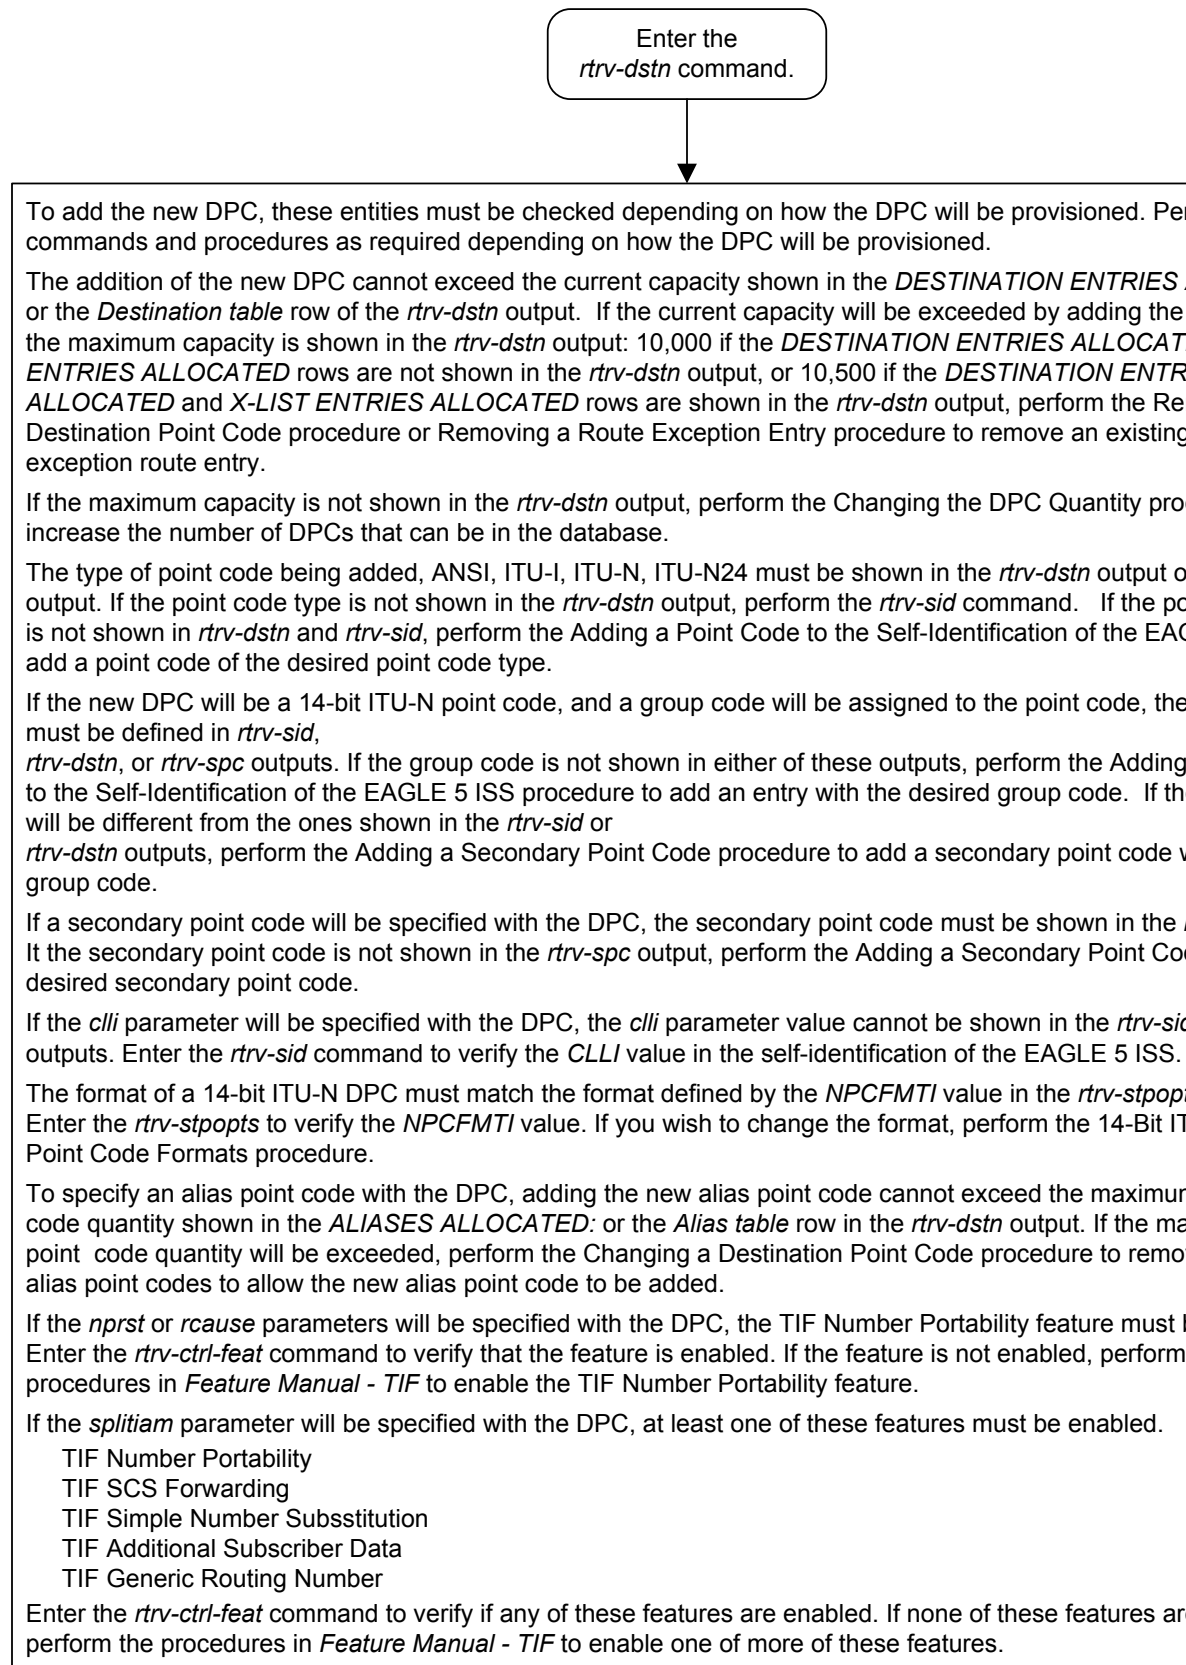 Enter the
rtrv-dstn command.
To add the new DPC, these entities must be checked depending on how the DPC will be provisioned.
commands and procedures as required depending on how the DPC will be provisioned.
The addition of the new DPC cannot exceed the current capacity shown in the DESTINATION ENTRIES
or the Destination table row of the rtrv-dstn output. If the current capacity will be exceeded by adding the
the maximum capacity is shown in the rtrv-dstn output: 10,000 if the DESTINATION ENTRIES
ENTRIES ALLOCATED rows are not shown in the rtrv-dstn output, or 10,500 if the DESTINATION
ALLOCATED and X-LIST ENTRIES ALLOCATED rows are shown in the rtrv-dstn output, perform the
Destination Point Code procedure or Removing a Route Exception Entry procedure to remove an existing
exception route entry.
If the maximum capacity is not shown in the rtrv-dstn output, perform the Changing the DPC Quantity
increase the number of DPCs that can be in the database.
The type of point code being added, ANSI, ITU-I, ITU-N, ITU-N24 must be shown in the rtrv-dstn output
output. If the point code type is not shown in the rtrv-dstn output, perform the rtrv-sid command. If the
is not shown in rtrv-dstn and rtrv-sid, perform the Adding a Point Code to the Self-Identification of the
add a point code of the desired point code type.
If the new DPC will be a 14-bit ITU-N point code, and a group code will be assigned to the point code, the
must be defined in rtrv-sid,
rtrv-dstn, or rtrv-spc outputs. If the group code is not shown in either of these outputs, perform the Adding
to the Self-Identification of the EAGLE 5 ISS procedure to add an entry with the desired group code. If
will be different from the ones shown in the rtrv-sid or
rtrv-dstn outputs, perform the Adding a Secondary Point Code procedure to add a secondary point code
group code.
If a secondary point code will be specified with the DPC, the secondary point code must be shown in the
It the secondary point code is not shown in the rtrv-spc output, perform the Adding a Secondary Point
desired secondary point code.
If the clli parameter will be specified with the DPC, the clli parameter value cannot be shown in the
outputs. Enter the rtrv-sid command to verify the CLLI value in the self-identification of the EAGLE 5 ISS.
The format of a 14-bit ITU-N DPC must match the format defined by the NPCFMTI value in the
Enter the rtrv-stpopts to verify the NPCFMTI value. If you wish to change the format, perform the 14-Bit
Point Code Formats procedure.
To specify an alias point code with the DPC, adding the new alias point code cannot exceed the
code quantity shown in the ALIASES ALLOCATED: or the Alias table row in the rtrv-dstn output. If the
point code quantity will be exceeded, perform the Changing a Destination Point Code procedure to
alias point codes to allow the new alias point code to be added.
If the nprst or rcause parameters will be specified with the DPC, the TIF Number Portability feature must
Enter the rtrv-ctrl-feat command to verify that the feature is enabled. If the feature is not enabled, perform
procedures in Feature Manual - TIF to enable the TIF Number Portability feature.
If the splitiam parameter will be specified with the DPC, at least one of these features must be enabled.
TIF Number Portability
TIF SCS Forwarding
TIF Simple Number Subsstitution
TIF Additional Subscriber Data
TIF Generic Routing Number
Enter the rtrv-ctrl-feat command to verify if any of these features are enabled. If none of these features
perform the procedures in Feature Manual - TIF to enable one of more of these features.